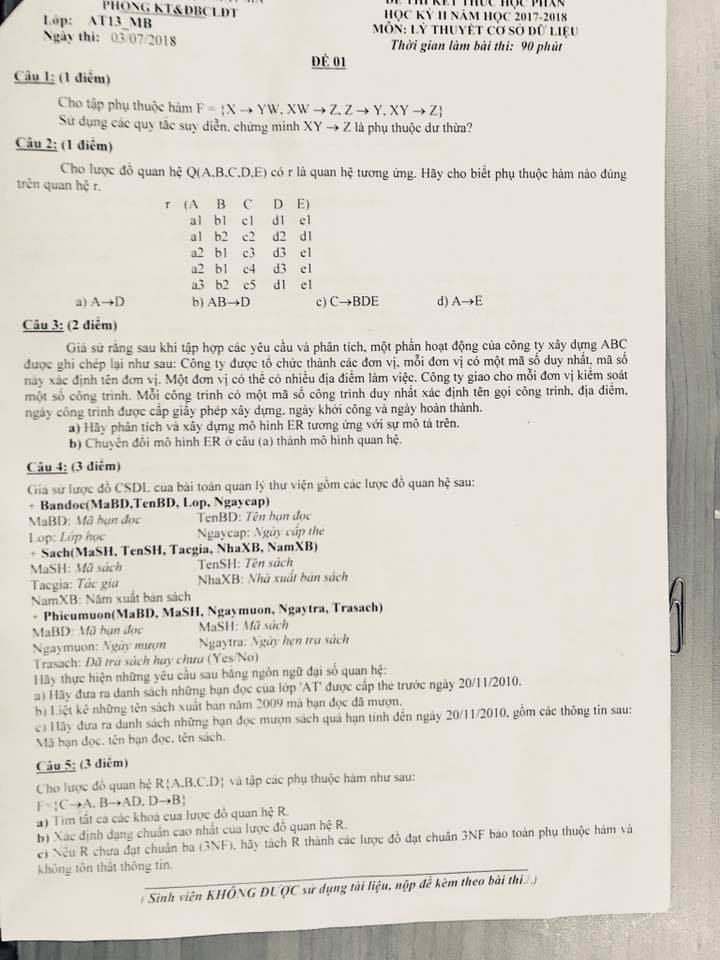 PHÒNG KT&ĐBCLĐT
Lớp: AT13_MB
Ngày thi: 03/07/2018
ĐỀ THI KẾT THÚC HỌC PHẦN
HỌC KỲ II NĂM HỌC 2017-2018
MÔN: LÝ THUYẾT CƠ SỞ DỮ LIỆU
Thời gian làm bài thi: 90 phút
ĐỀ 01
Câu 1: (1 điểm)
Cho tập phụ thuộc hàm F = {X → YW, XW → Z, Z → Y, XY → Z}
Sử dụng các quy tắc suy diễn, chứng minh XY → Z là phụ thuộc dư thừa?
Câu 2: (1 điểm)
Cho lược đồ quan hệ Q(A,B,C,D,E) có r là quan hệ tương ứng. Hãy cho biết phụ thuộc hàm nào đúng
trên quan hệ r.
r (A B C D E)
a1 b1 c1 d1 e1
a1 b2 c2 d2 d1
a2 b1 c3 d3 e1
a2 b1 c4 d3 e1
a3 b2 c5 d1 e1
a) A→D b) AB→D c) C→BDE d) A→E
Câu 3: (2 điểm)
Giả sử rằng sau khi tập hợp các yêu cầu và phân tích, một phần hoạt động của công ty xây dựng ABC
được ghi chép lại như sau: Công ty được tổ chức thành các đơn vị, mỗi đơn vị có một mã số duy nhất, mã số
này xác định tên đơn vị. Một đơn vị có thể có nhiều địa điểm làm việc. Công ty giao cho mỗi đơn vị kiểm soát
một số công trình. Mỗi công trình có một mã số công trình duy nhất xác định tên gọi công trình, địa điểm,
ngày công trình được cấp giấy phép xây dựng, ngày khởi công và ngày hoàn thành.
a) Hãy phân tích và xây dựng mô hình ER tương ứng với sự mô tả trên.
b) Chuyển đổi mô hình ER ở câu (a) thành mô hình quan hệ.
Câu 4: (3 điểm)
Giả sử lược đồ CSDL của bài toán quản lý thư viện gồm các lược đồ quan hệ sau:
+ Bandoc(MaBD,TenBD, Lop, Ngaycap)
MaBD: Mã bạn đọc TenBD: Tên bạn đọc
Lop: Lớp học Ngaycap: Ngày cấp thẻ
+ Sach(MaSH, TenSH, Tacgia, NhaXB, NamXB)
MaSH: Mã sách TenSH: Tên sách
Tacgia: Tác giả NhaXB: Nhà xuất bản sách
NamXB: Năm xuất bản sách
+ Phieumuon(MaBD, MaSH, Ngaymuon, Ngaytra, Trasach)
MaBD: Mã bạn đọc MaSH: Mã sách
Ngaymuon: Ngày mượn Ngaytra: Ngày hẹn trả sách
Trasach: Đã trả sách hay chưa (Yes/No)
Hãy thực hiện những yêu cầu sau bằng ngôn ngữ đại số quan hệ:
a) Hãy đưa ra danh sách những bạn đọc của lớp 'AT' được cấp thẻ trước ngày 20/11/2010.
b) Liệt kê những tên sách xuất bản năm 2009 mà bạn đọc đã mượn.
c) Hãy đưa ra danh sách những bạn đọc mượn sách quá hạn tính đến ngày 20/11/2010, gồm các thông tin sau:
Mã bạn đọc, tên bạn đọc, tên sách.
Câu 5: (3 điểm)
Cho lược đồ quan hệ R{A,B,C,D} và tập các phụ thuộc hàm như sau:
F={C→A, B→AD, D→B}
a) Tìm tất cả các khoá của lược đồ quan hệ R.
b) Xác định dạng chuẩn cao nhất của lược đồ quan hệ R.
c) Nếu R chưa đạt chuẩn ba (3NF), hãy tách R thành các lược đồ đạt chuẩn 3NF bảo toàn phụ thuộc hàm và
không tổn thất thông tin.
( Sinh viên KHÔNG ĐƯỢC sử dụng tài liệu, nộp đề kèm theo bài thi./.)